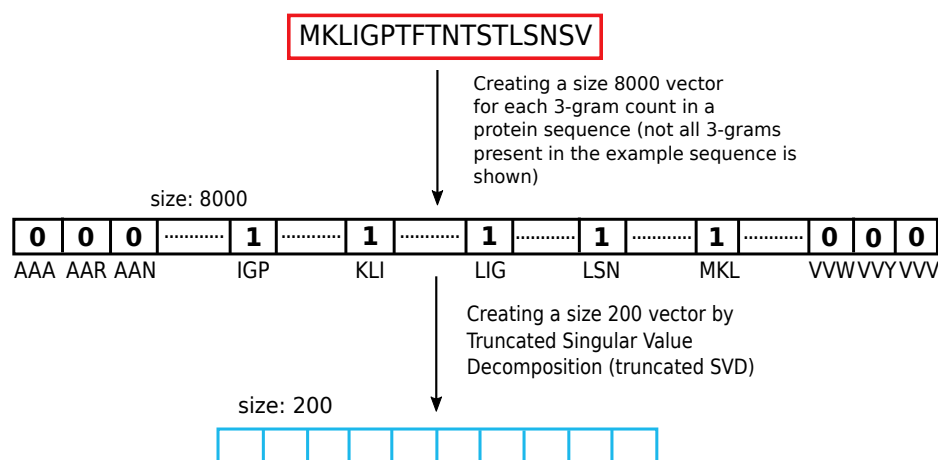 MKLIGPTFTNTSTLSNSV
Creating a size 8000 vector
for each 3-gram count in a
protein sequence (not all 3-grams
present in the example sequence is
shown)
size: 8000
0 0 0 ............ 1 ............ 1 ............ 1 ............ 1 ............ 1 ............ 0 0 0
AAA AAR AAN IGP KLI LIG LSN MKL VVW VVY VVV
Creating a size 200 vector by
Truncated Singular Value
Decomposition (truncated SVD)
size: 200